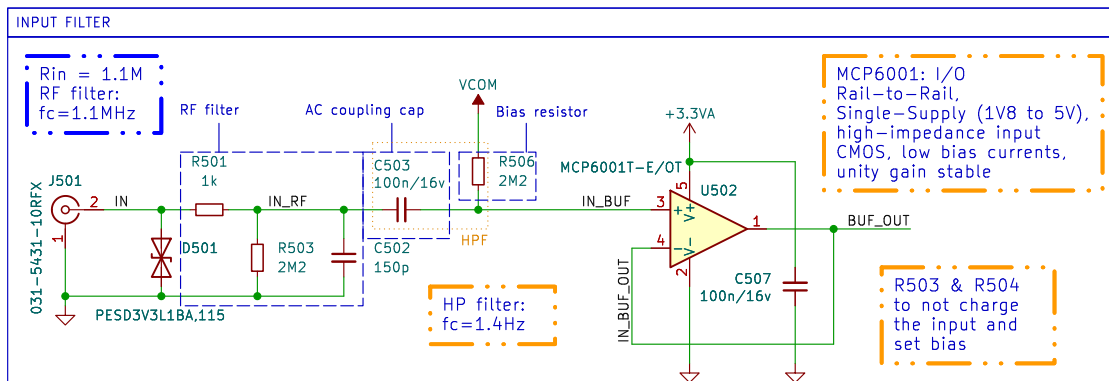 INPUT FILTER
Rin = 1.1M
RF filter:
fc=1.1MHz
RF filter
AC coupling cap
VCOM
Bias resistor
+3.3VA
MCP6001: I/O
Rail-to-Rail,
Single-Supply (1V8 to 5V),
high-impedance input
CMOS, low bias currents,
unity gain stable
J501
031-5431-10RFX
2
1
IN
R501
1k
IN_RF
C503
100n/16v
R506
2M2
MCP6001T-E/OT
U502
IN_BUF
3
4
5
2
1
+
-
V+
V-
BUF_OUT
D501
PESD3V3L1BA,115
R503
2M2
C502
150p
HPF
IN_BUF_OUT
C507
100n/16v
HP filter:
fc=1.4Hz
R503 & R504
to not charge
the input and
set bias